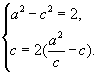 a² − c² = 2,
c = 2(a²/c − c).